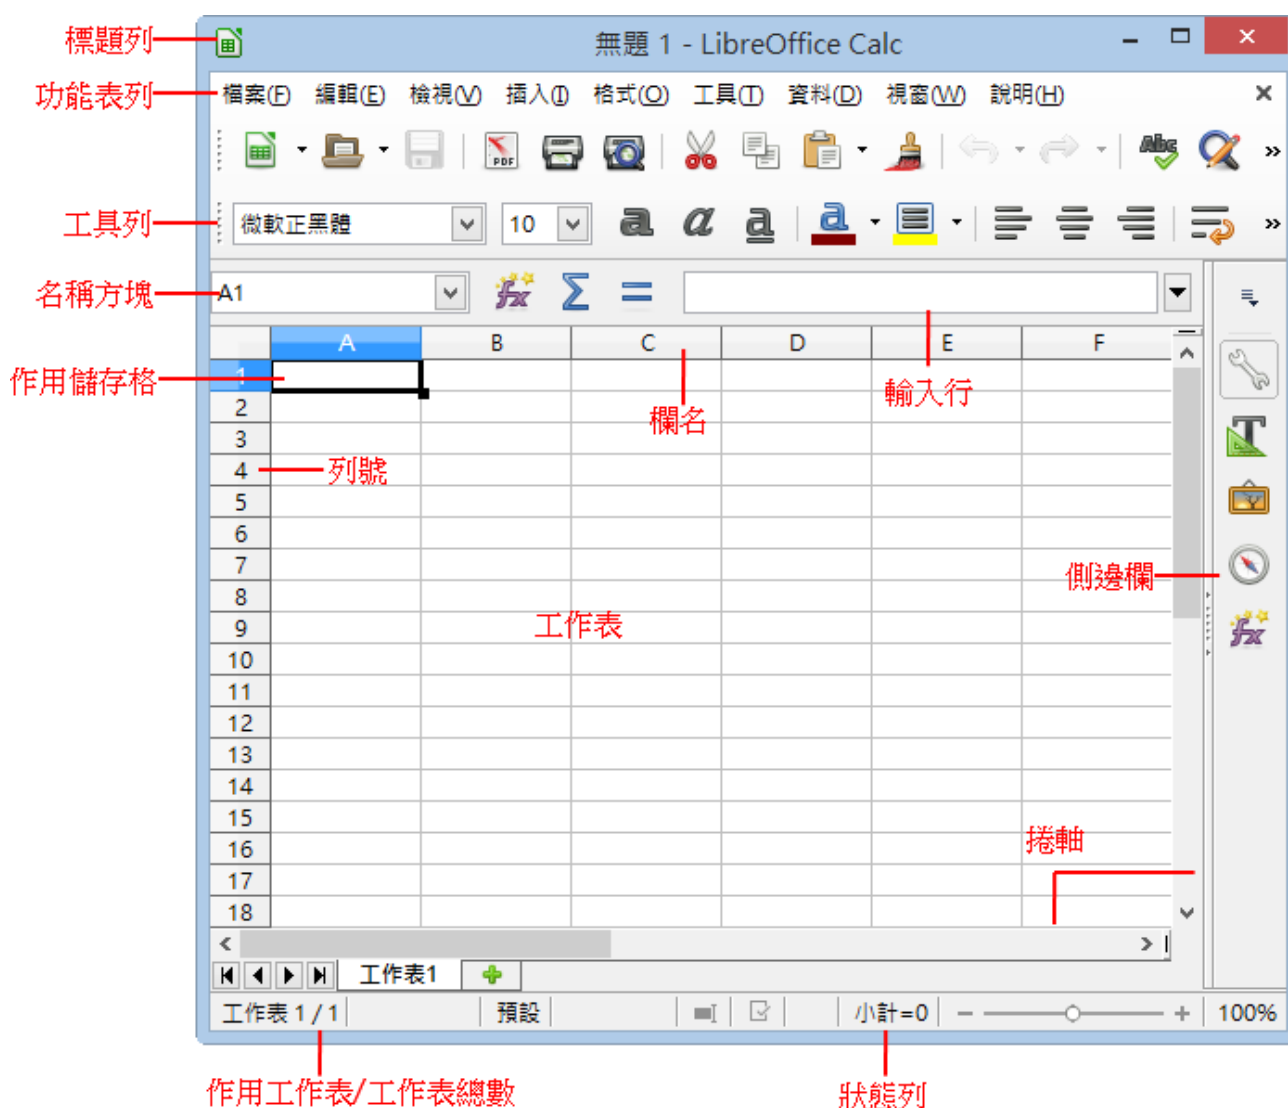 標題列
無題 1 - LibreOffice Calc
功能表列
檔案(F) 編輯(E) 檢視(V) 插入(I) 格式(O) 工具(T) 資料(D) 視窗(W) 說明(H)
PDF
Abc
工具列
微軟正黑體 10 a a a a
名稱方塊
A1 fx Σ =
A B C D E F
作用儲存格
1
輸入行
2
欄名
3
4 列號
5
6
7
側邊欄
8
9 工作表
fx
10
11
12
13
14
15
16 捲軸
17
18
工作表1
工作表 1 / 1 預設 小計=0 100%
作用工作表/工作表總數 狀態列